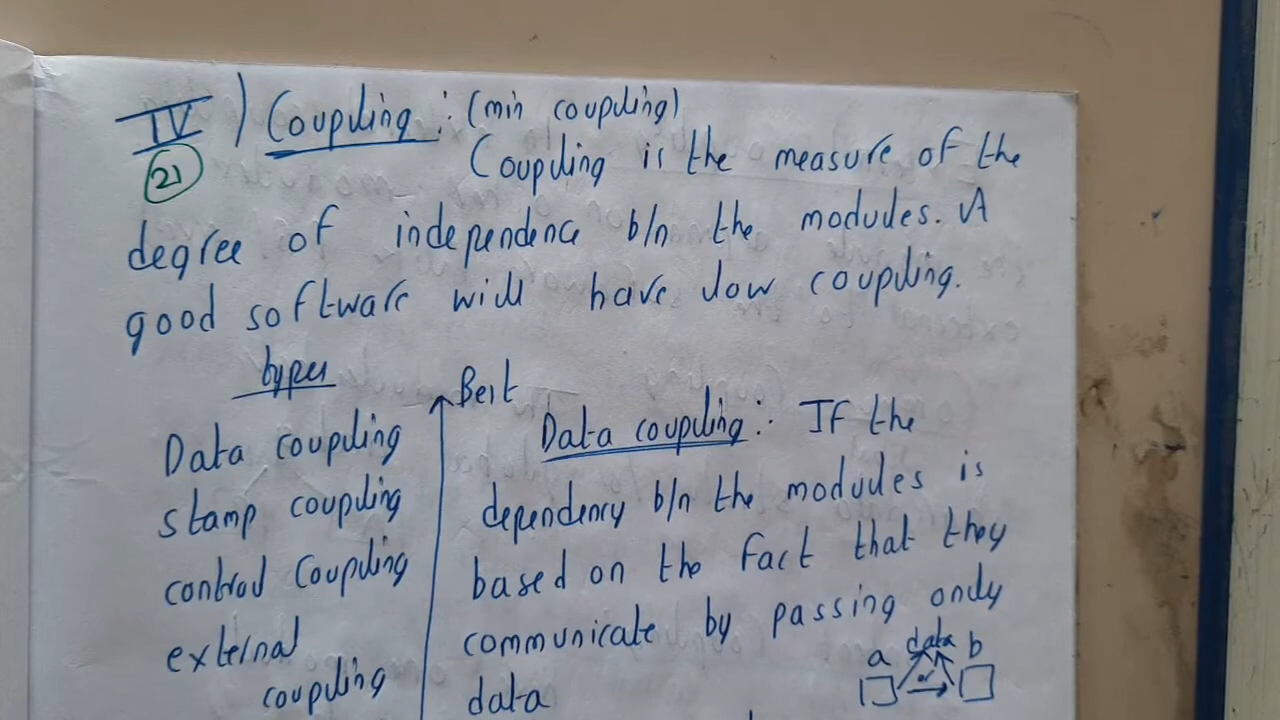 IV) Coupling : (min coupling)
21
Coupling is the measure of the
degree of independence b/n the modules. A
good software will have low coupling.
types
Data coupling
stamp coupling
control coupling
external
coupling
Best
Data coupling : If the
dependency b/n the modules is
based on the fact that they
communicate by passing only
data
a data b